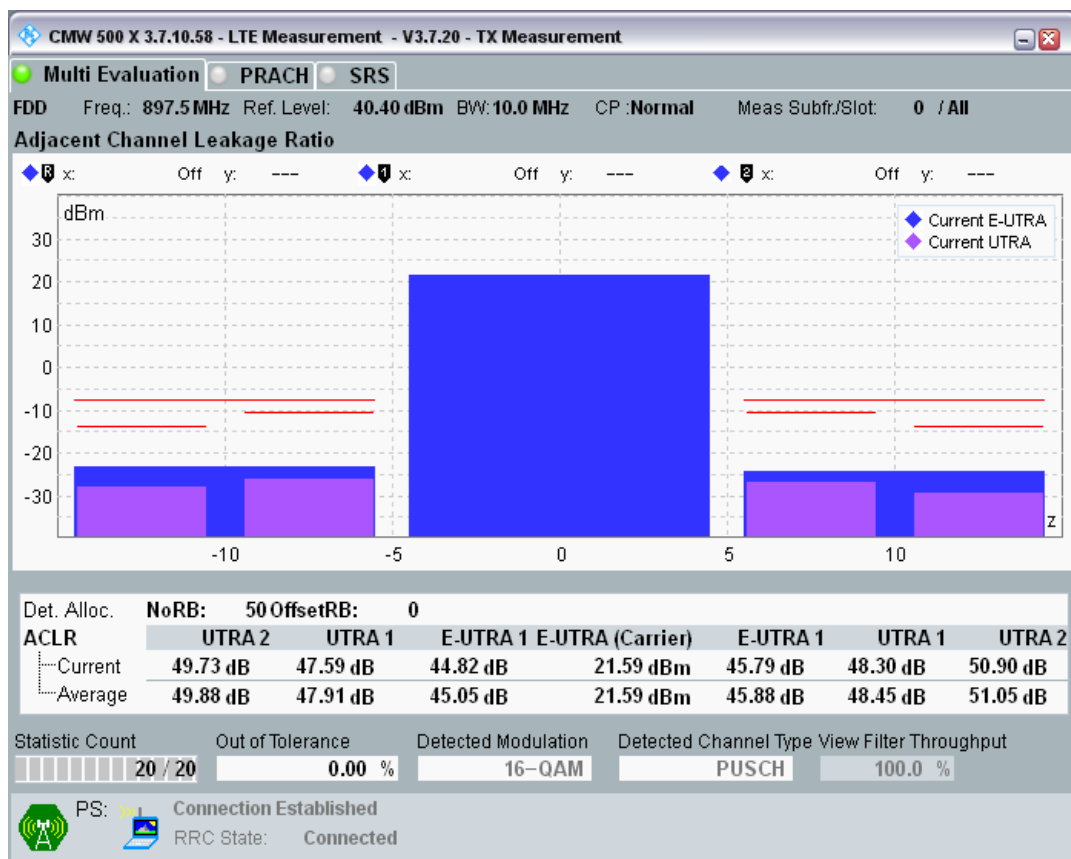 CMW 500 X 3.7.10.58 - LTE Measurement - V3.7.20 - TX Measurement
Multi Evaluation PRACH SRS
FDD Freq.: 897.5 MHz Ref. Level: 40.40 dBm BW: 10.0 MHz CP :Normal Meas Subfr./Slot: 0 / All
Adjacent Channel Leakage Ratio
R x: Off y: --- 1 x: Off y: --- 2 x: Off y: ---
dBm
Current E-UTRA
Current UTRA
30
20
10
0
-10
-20
-30
z
-10 -5 0 5 10
Det. Alloc. NoRB: 50 OffsetRB: 0
ACLR UTRA 2 UTRA 1 E-UTRA 1 E-UTRA (Carrier) E-UTRA 1 UTRA 1 UTRA 2
Current 49.73 dB 47.59 dB 44.82 dB 21.59 dBm 45.79 dB 48.30 dB 50.90 dB
Average 49.88 dB 47.91 dB 45.05 dB 21.59 dBm 45.88 dB 48.45 dB 51.05 dB
Statistic Count Out of Tolerance Detected Modulation Detected Channel Type View Filter Throughput
20 / 20 0.00 % 16-QAM PUSCH 100.0 %
PS: Connection Established
RRC State: Connected